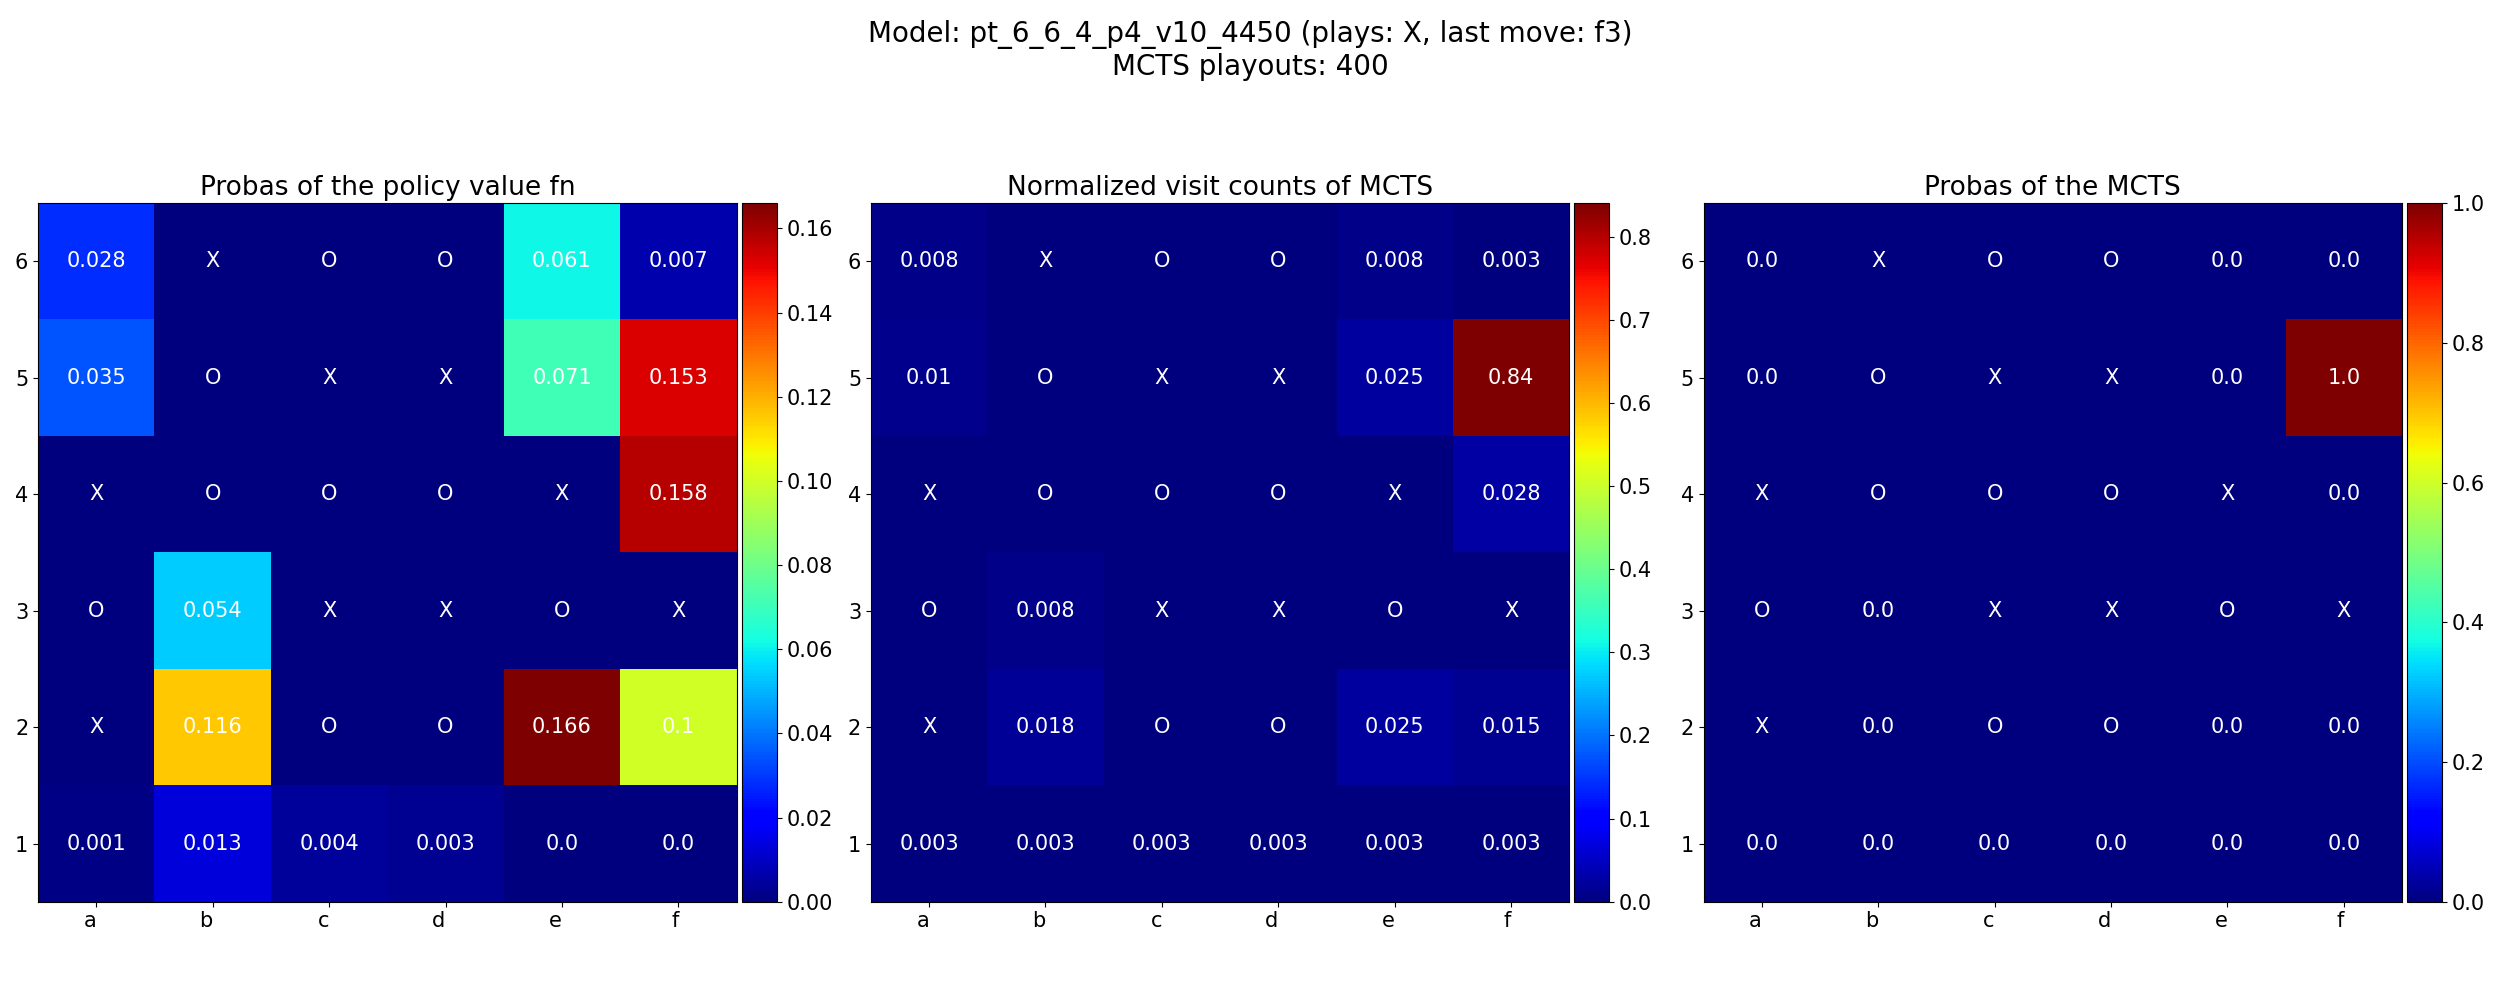 Model: pt_6_6_4_p4_v10_4450 (plays: X, last move: f3)
MCTS playouts: 400
Probas of the policy value fn
6 0.028 X O O 0.061 0.007
5 0.035 O X X 0.071 0.153
4 X O O O X 0.158
3 O 0.054 X X O X
2 X 0.116 O O 0.166 0.1
1 0.001 0.013 0.004 0.003 0.0 0.0
a b c d e f
0.16
0.14
0.12
0.10
0.08
0.06
0.04
0.02
0.00
Normalized visit counts of MCTS
6 0.008 X O O 0.008 0.003
5 0.01 O X X 0.025 0.84
4 X O O O X 0.028
3 O 0.008 X X O X
2 X 0.018 O O 0.025 0.015
1 0.003 0.003 0.003 0.003 0.003 0.003
a b c d e f
0.8
0.7
0.6
0.5
0.4
0.3
0.2
0.1
0.0
Probas of the MCTS
6 0.0 X O O 0.0 0.0
5 0.0 O X X 0.0 1.0
4 X O O O X 0.0
3 O 0.0 X X O X
2 X 0.0 O O 0.0 0.0
1 0.0 0.0 0.0 0.0 0.0 0.0
a b c d e f
1.0
0.8
0.6
0.4
0.2
0.0